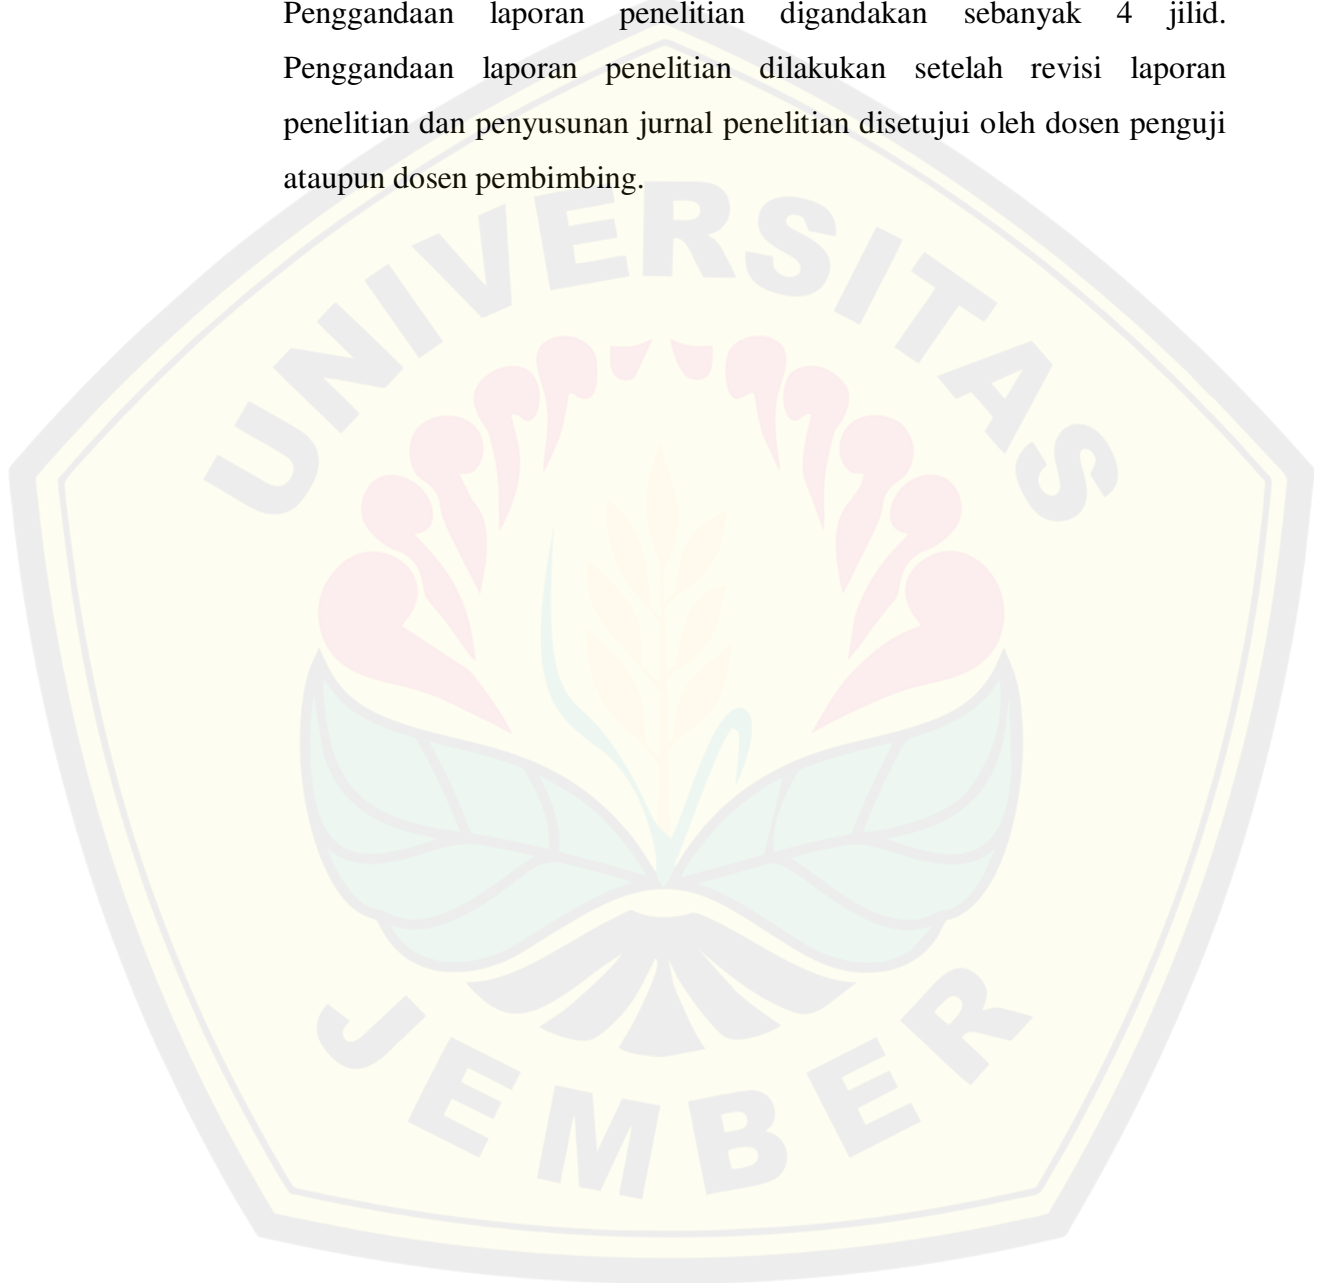 Penggandaan laporan penelitian digandakan sebanyak 4 jilid.
Penggandaan laporan penelitian dilakukan setelah revisi laporan
penelitian dan penyusunan jurnal penelitian disetujui oleh dosen penguji
ataupun dosen pembimbing.
UNIVERSITAS
JEMBER